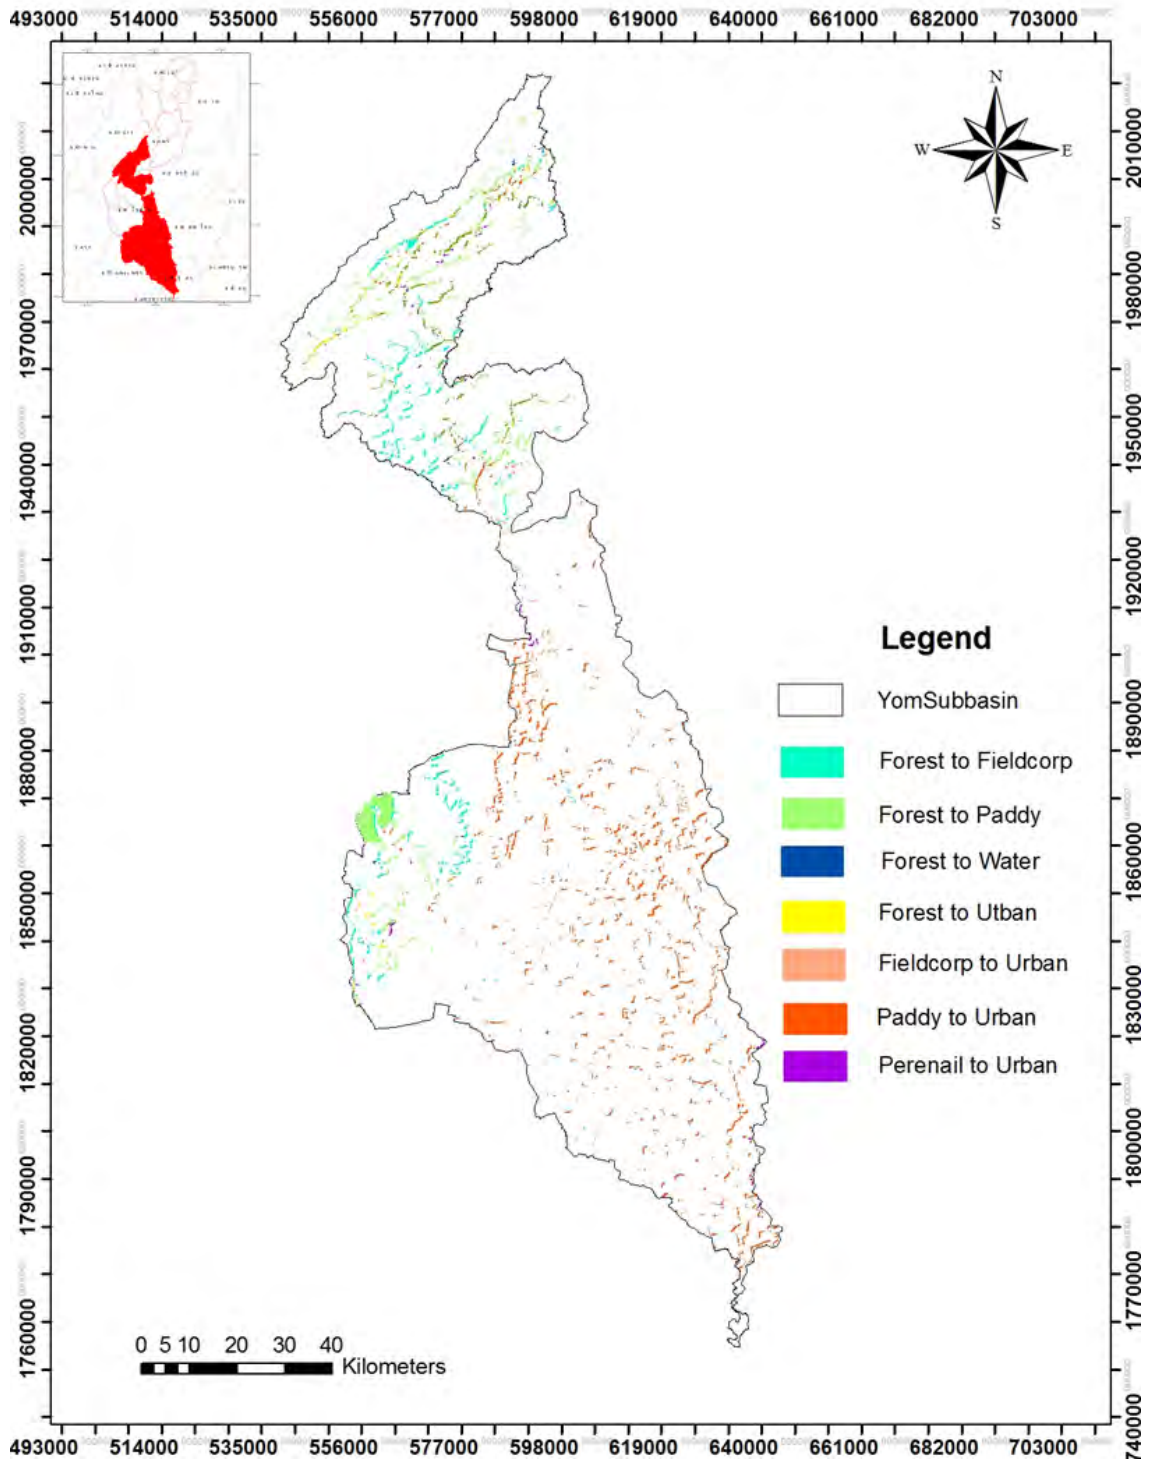 493000 514000 535000 556000 577000 598000 619000 640000 661000 682000 703000
N
W E
S
2010000
2000000
1980000
1970000
1950000
1940000
1920000
1910000
1890000
1880000
1860000
1850000
1830000
1820000
1800000
1790000
1770000
1760000
1740000
Legend
YomSubbasin
Forest to Fieldcorp
Forest to Paddy
Forest to Water
Forest to Utban
Fieldcorp to Urban
Paddy to Urban
Perenail to Urban
0 5 10 20 30 40
Kilometers
493000 514000 535000 556000 577000 598000 619000 640000 661000 682000 703000